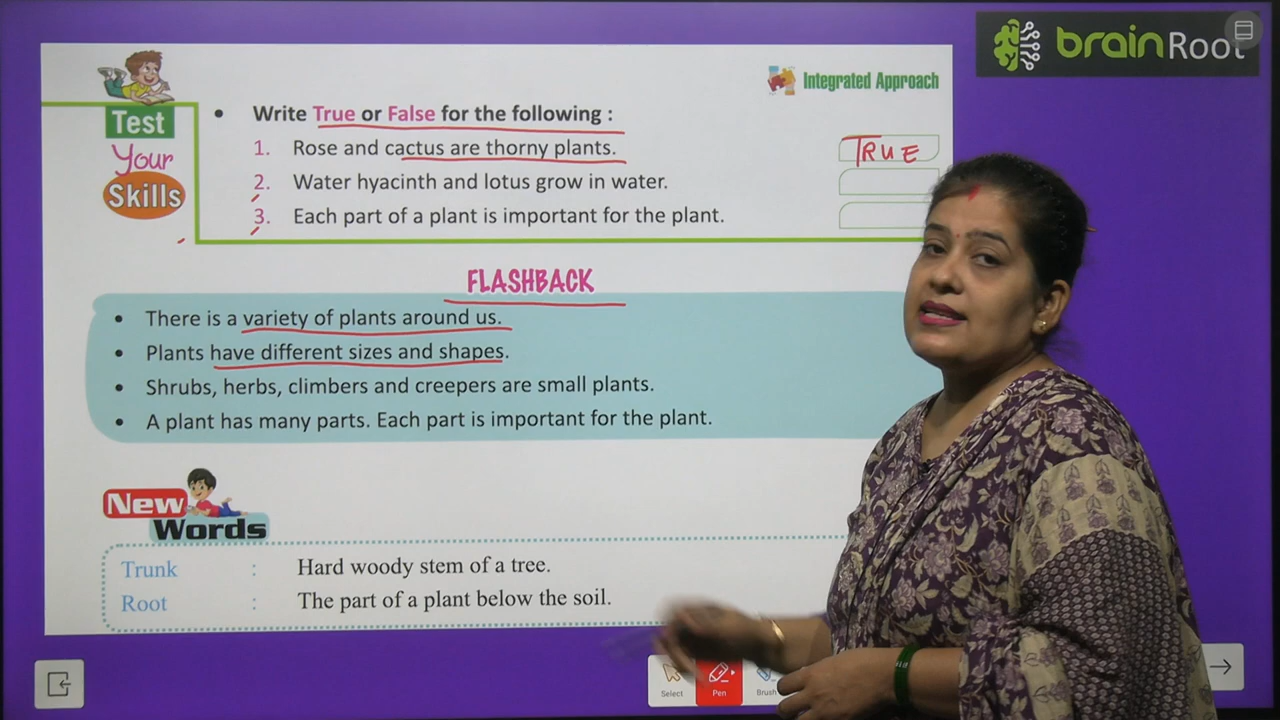 brainRoot
Integrated Approach
Test
Your
Skills
• Write True or False for the following :
1. Rose and cactus are thorny plants. TRUE
2. Water hyacinth and lotus grow in water.
3. Each part of a plant is important for the plant.
FLASHBACK
• There is a variety of plants around us.
• Plants have different sizes and shapes.
• Shrubs, herbs, climbers and creepers are small plants.
• A plant has many parts. Each part is important for the plant.
New
Words
Trunk : Hard woody stem of a tree.
Root : The part of a plant below the soil.
Select Pen Brush